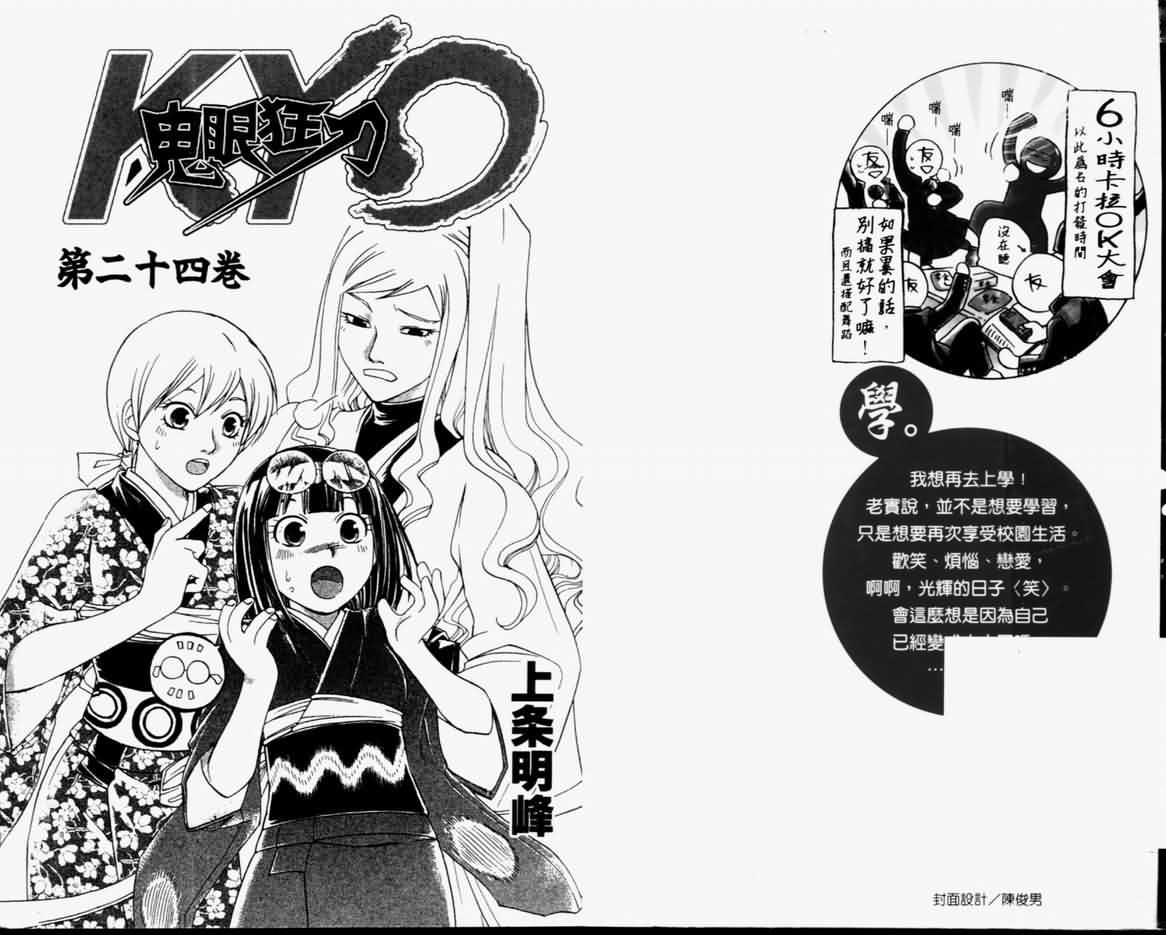 KYO
鬼眼狂刀
第二十四巻
上条明峰
6小時卡拉OK大會
以此為名的打發時間
喘―
喘―
喘―
喘―
友
友
沒在聽
友
友
如果累的話，
別搞就好了嘛！
而且還搭配舞蹈
學。
我想再去上學！
老實說，並不是想要學習，
只是想要再次享受校園生活。
歡笑、煩惱、戀愛，
啊啊，光輝的日子〈笑〉。
會這麼想是因為自己
已經變
…
封面設計／陳俊男